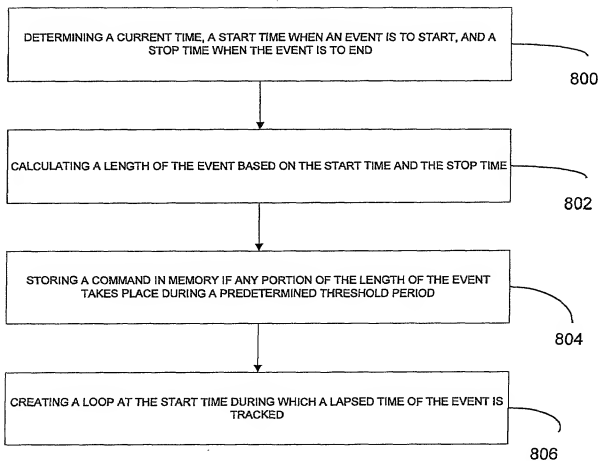 DETERMINING A CURRENT TIME, A START TIME WHEN AN EVENT IS TO START, AND A
STOP TIME WHEN THE EVENT IS TO END
800
CALCULATING A LENGTH OF THE EVENT BASED ON THE START TIME AND THE STOP TIME
802
STORING A COMMAND IN MEMORY IF ANY PORTION OF THE LENGTH OF THE EVENT
TAKES PLACE DURING A PREDETERMINED THRESHOLD PERIOD
804
CREATING A LOOP AT THE START TIME DURING WHICH A LAPSED TIME OF THE EVENT IS
TRACKED
806